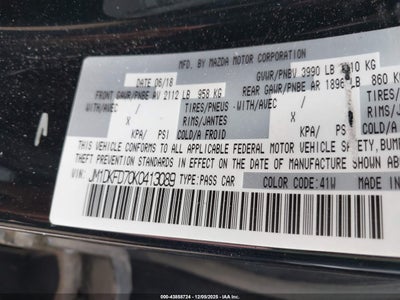 MFD. BY MAZDA MOTOR CORPORATION
DATE 06/18 GVWR/PNBV 3990 LB 1810 KG
FRONT GAWR/PNBE AV 2112 LB 958 KG REAR GAWR/PNBE AR 1896 LB 860 KG
WITH/AVEC TIRES/PNEUS WITH/AVEC TIRES/
X RIMS/JANTES X RIMS/
KPA/ PSI COLD/A FROID KPA/ PSI COLD/A
THIS VEHICLE CONFORMS TO ALL APPLICABLE FEDERAL MOTOR VEHICLE SAFETY, BUMP
THEFT PREVENTION STANDARDS IN EFFECT ON THE DATE OF MANUFACTURE
VIN: JM1DKFD70K0413089 TYPE: PASS CAR
COLOR CODE: 41W MADE IN
000-43858724 - 12/09/2025 - IAA Inc.